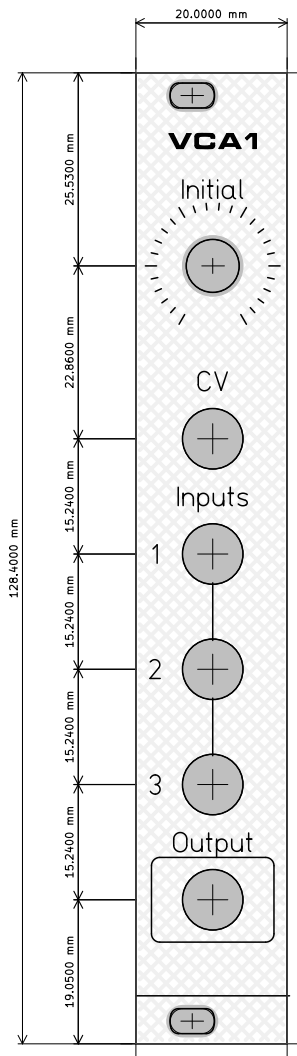 20.0000 mm
VCA1
25.5300 mm
Initial
22.8600 mm
CV
15.2400 mm
Inputs
128.4000 mm
1
15.2400 mm
2
15.2400 mm
3
15.2400 mm
Output
19.0500 mm